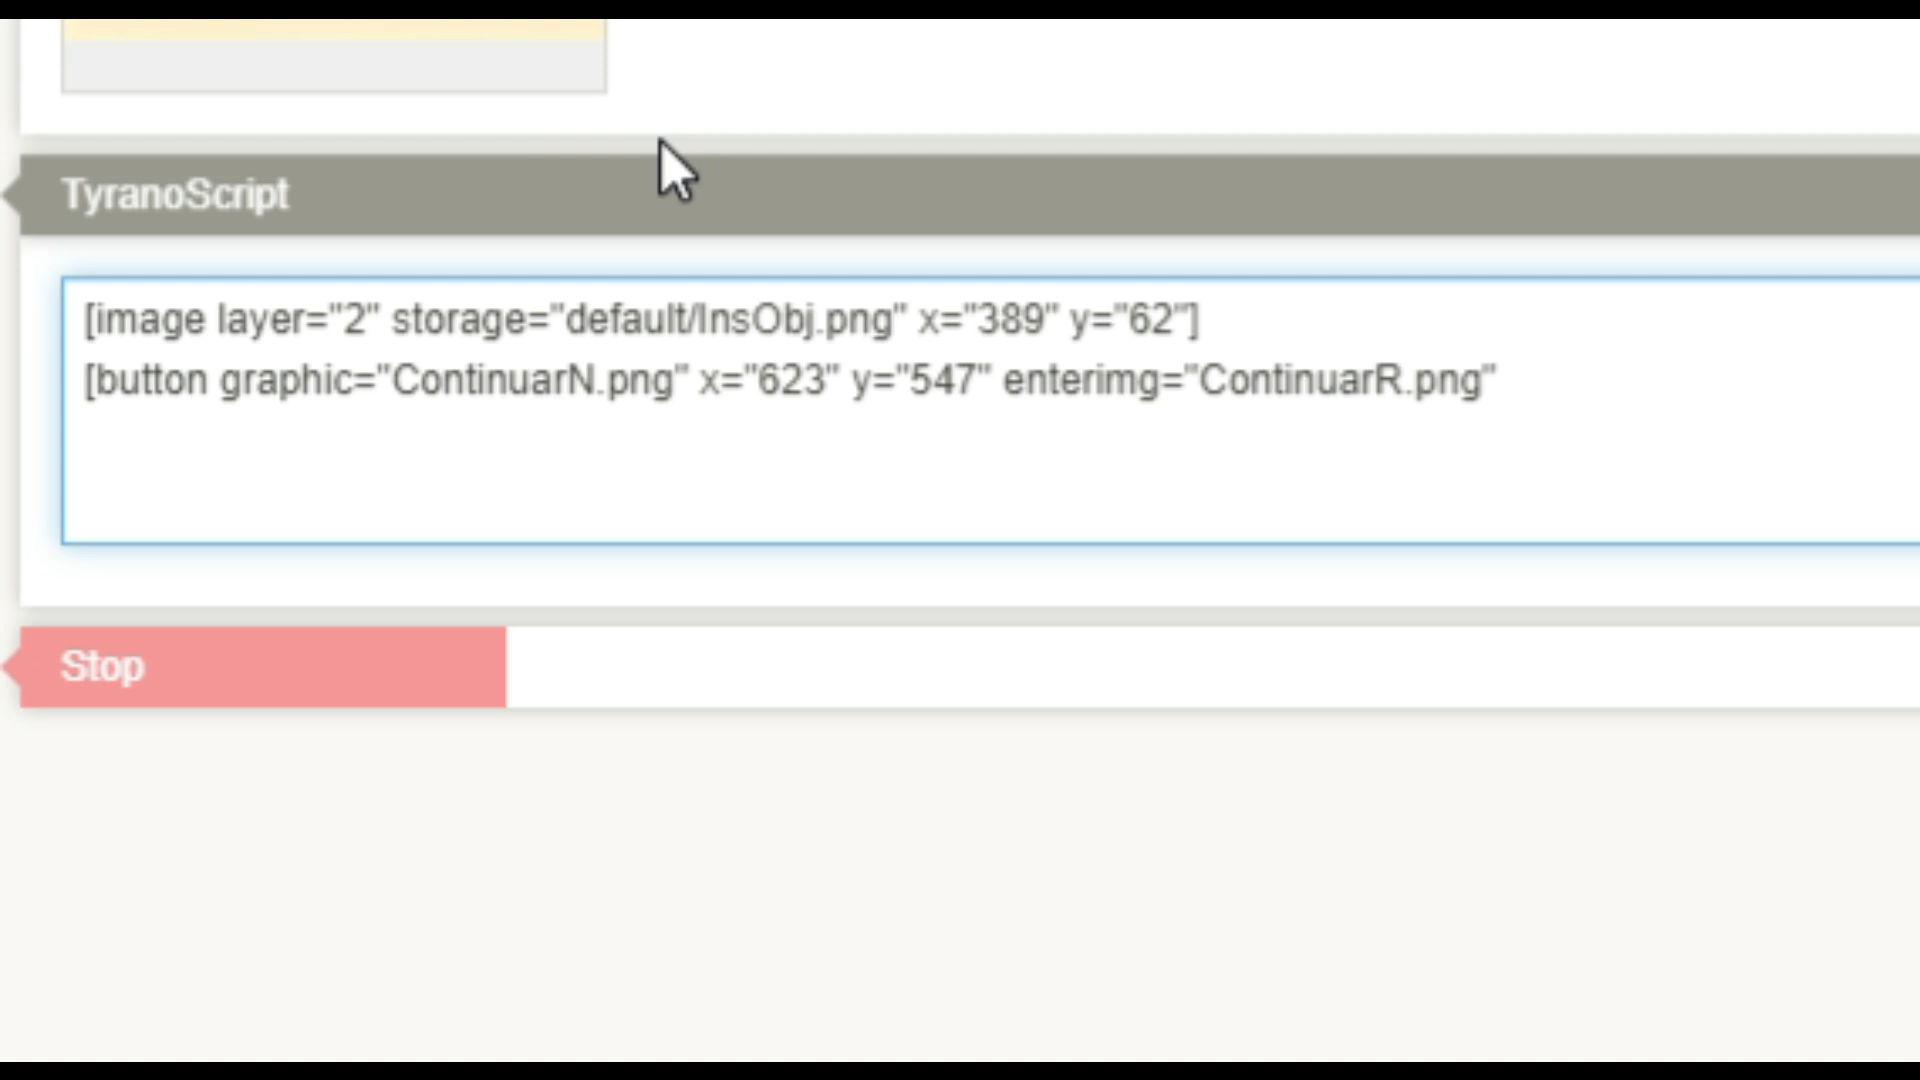 TyranoScript
[image layer="2" storage="default/InsObj.png" x="389" y="62"]
[button graphic="ContinuarN.png" x="623" y="547" enterimg="ContinuarR.png"
Stop